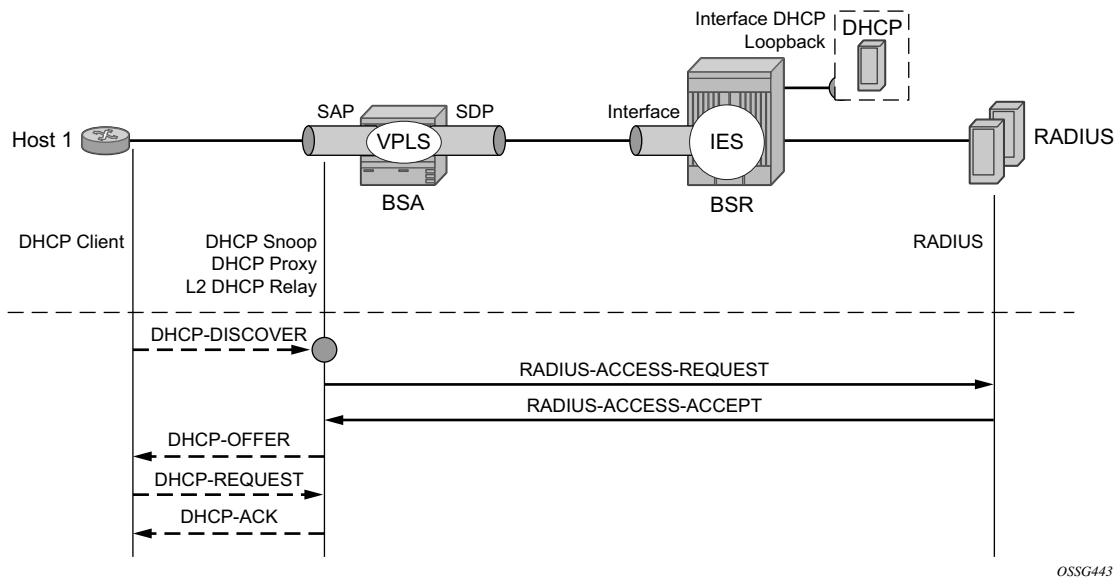 Interface DHCP
Loopback
DHCP
SAP
SDP
Interface
Host 1
VPLS
IES
RADIUS
BSA
BSR
DHCP Client
DHCP Snoop
DHCP Proxy
L2 DHCP Relay
RADIUS
DHCP-DISCOVER
RADIUS-ACCESS-REQUEST
RADIUS-ACCESS-ACCEPT
DHCP-OFFER
DHCP-REQUEST
DHCP-ACK
OSSG443